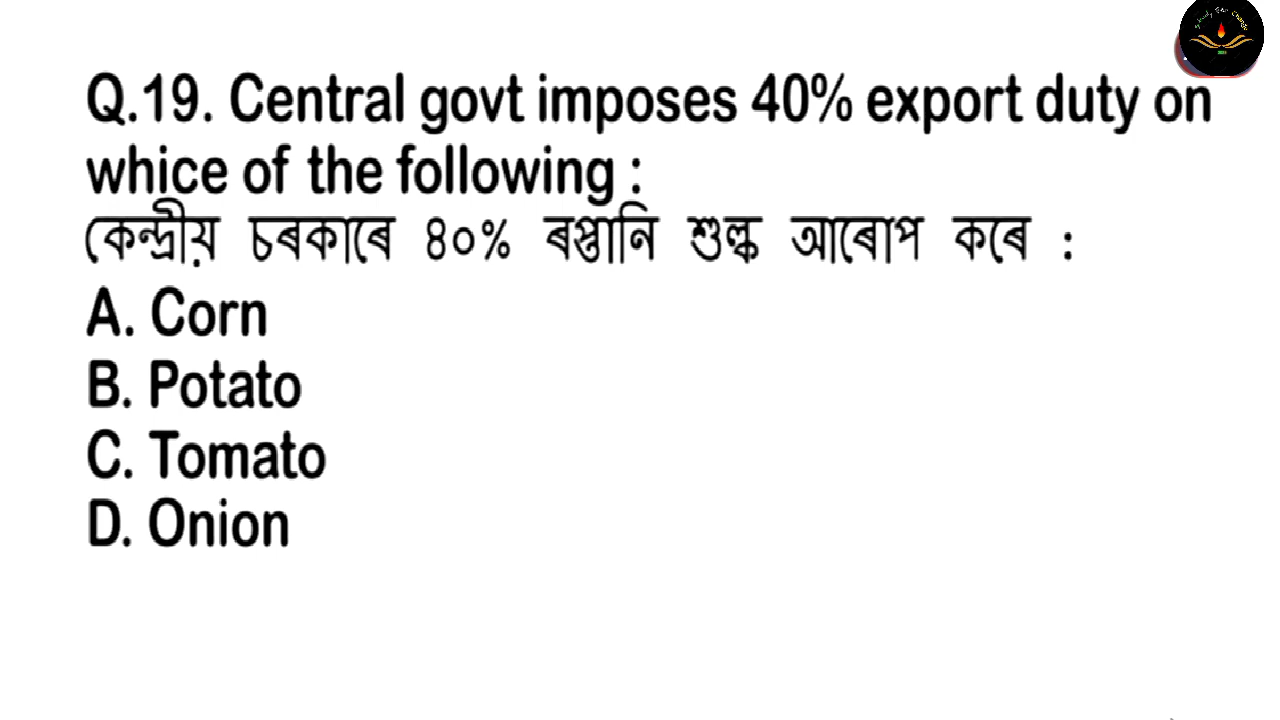 Q.19. Central govt imposes 40% export duty on
whice of the following :
কেন্দ্ৰীয় চৰকাৰে ৪০% ৰপ্তানি শুল্ক আৰোপ কৰে :
A. Corn
B. Potato
C. Tomato
D. Onion